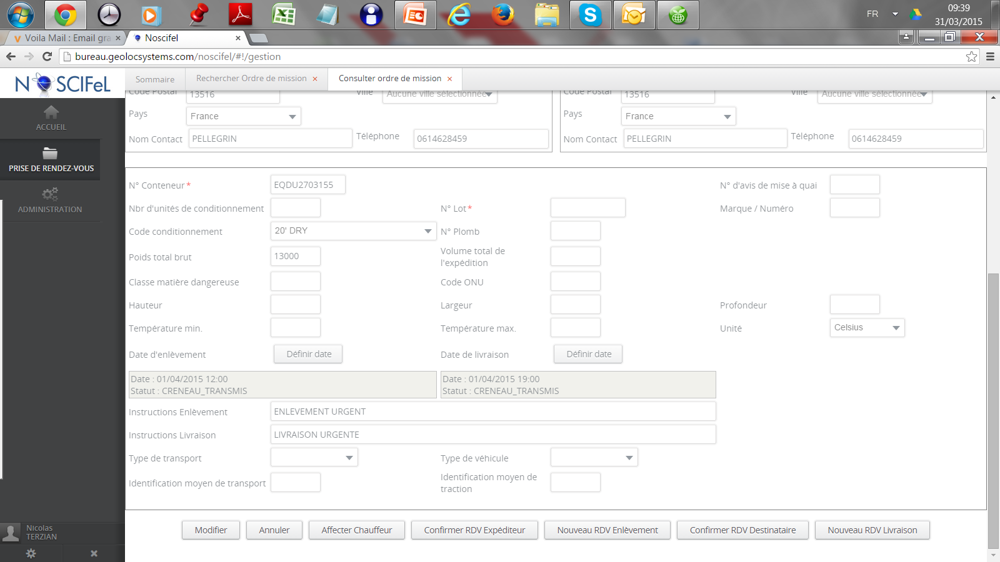 FR
09:39
31/03/2015
Voila Mail : Email gra
Noscifel
bureau.geolocsystems.com/noscifel/#!/gestion
NOSCIFeL
Sommaire
Rechercher Ordre de mission
Consulter ordre de mission
ACCUEIL
PRISE DE RENDEZ-VOUS
ADMINISTRATION
Code Postal 13516 Ville Aucune ville sélectionnée
Code Postal 13516 Ville Aucune ville sélectionnée
Pays France
Pays France
Nom Contact PELLEGRIN Téléphone 0614628459
Nom Contact PELLEGRIN Téléphone 0614628459
N° Conteneur* EQDU2703155 N° d'avis de mise à quai
Nbr d'unités de conditionnement N° Lot* Marque / Numéro
Code conditionnement 20' DRY N° Plomb
Poids total brut 13000 Volume total de
l'expédition
Classe matière dangereuse Code ONU
Hauteur Largeur Profondeur
Température min. Température max. Unité Celsius
Date d'enlèvement Définir date Date de livraison Définir date
Date : 01/04/2015 12:00 Date : 01/04/2015 19:00
Statut : CRENEAU_TRANSMIS Statut : CRENEAU_TRANSMIS
Instructions Enlèvement ENLEVEMENT URGENT
Instructions Livraison LIVRAISON URGENTE
Type de transport Type de véhicule
Identification moyen de transport Identification moyen de
traction
Modifier Annuler Affecter Chauffeur Confirmer RDV Expéditeur Nouveau RDV Enlèvement Confirmer RDV Destinataire Nouveau RDV Livraison
Nicolas
TERZIAN